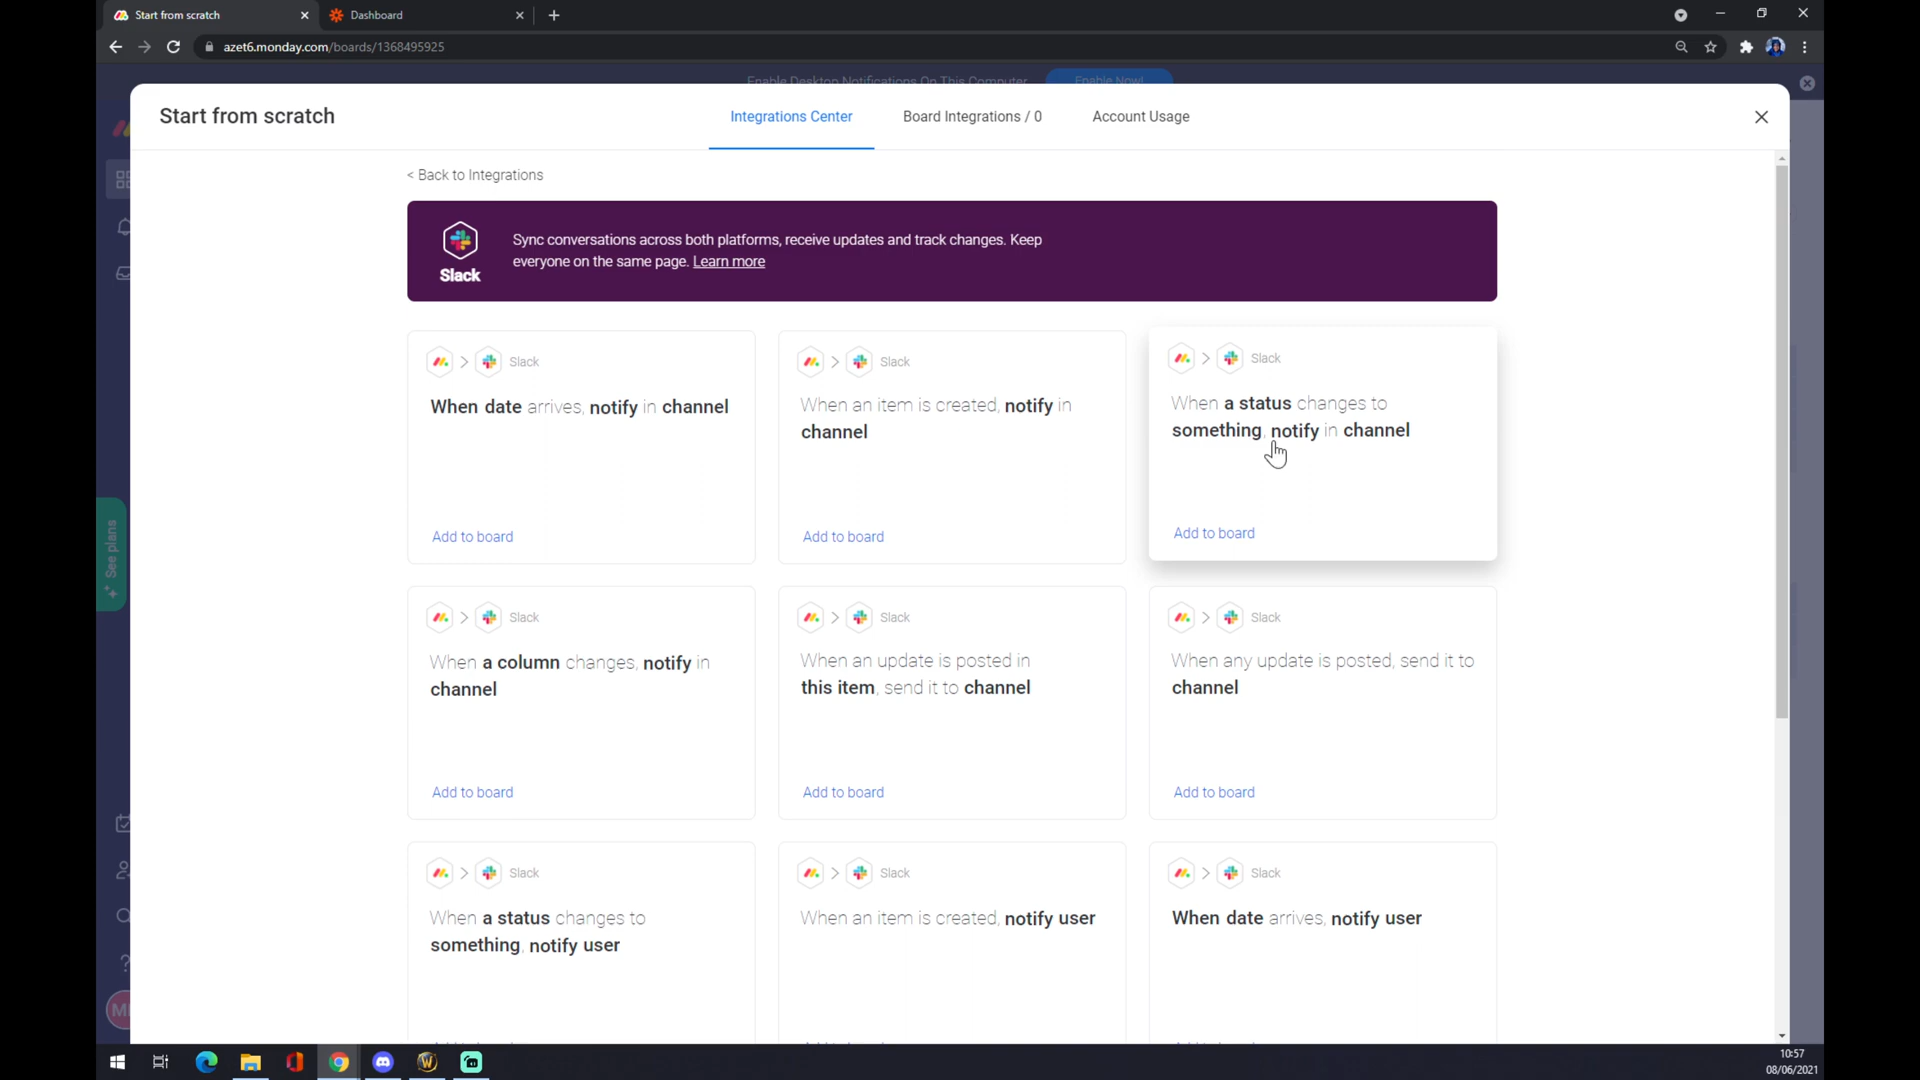 Start from scratch
Dashboard
azet6.monday.com/boards/1368495925
Enable Desktop Notifications On This Computer
Enable Now!
Start from scratch
Integrations Center
Board Integrations / 0
Account Usage
< Back to Integrations
Slack
Sync conversations across both platforms, receive updates and track changes. Keep
everyone on the same page. Learn more
Slack
When date arrives, notify in channel
Add to board
Slack
When an item is created, notify in
channel
Add to board
Slack
When a status changes to
something, notify in channel
Add to board
See plans
Slack
When a column changes, notify in
channel
Add to board
Slack
When an update is posted in
this item, send it to channel
Add to board
Slack
When any update is posted, send it to
channel
Add to board
Slack
When a status changes to
something, notify user
Slack
When an item is created, notify user
Slack
When date arrives, notify user
10:57
08/06/2021